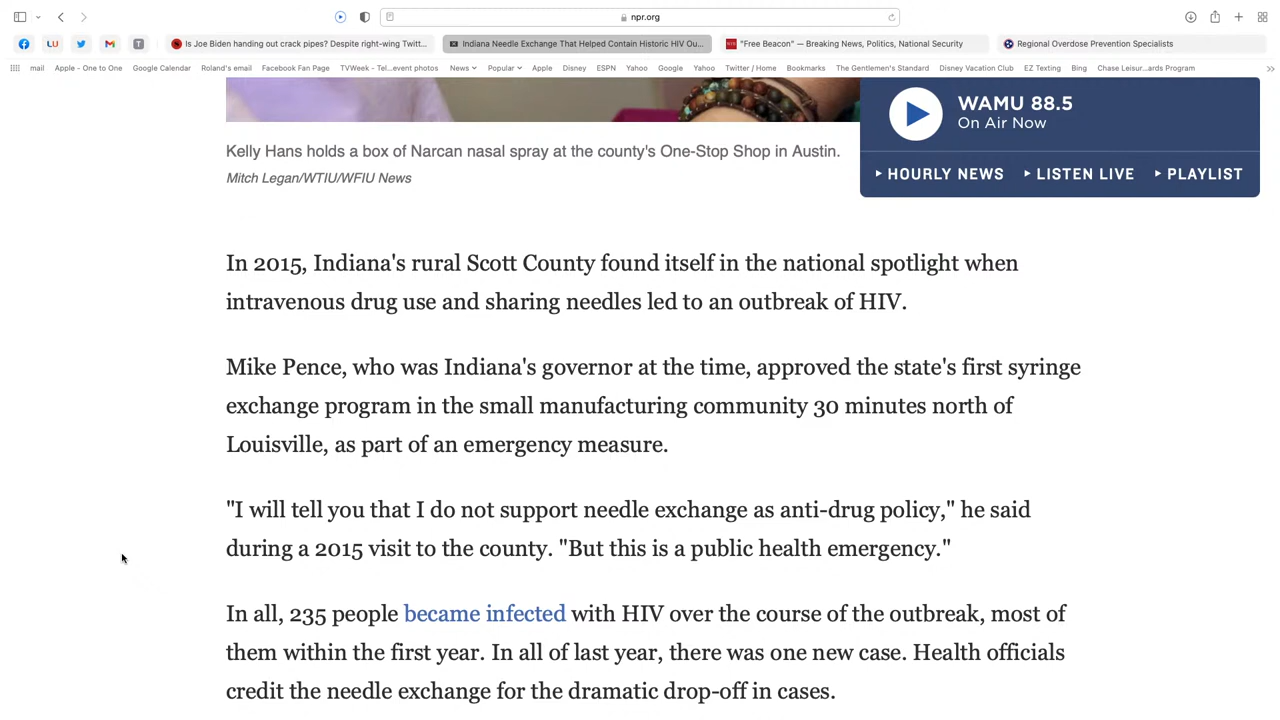 npr.org
Is Joe Biden handing out crack pipes? Despite right-wing Twitt...
Indiana Needle Exchange That Helped Contain Historic HIV Ou...
"Free Beacon" — Breaking News, Politics, National Security
Regional Overdose Prevention Specialists
mail Apple - One to One Google Calendar Roland's email Facebook Fan Page TVWeek - Tel...event photos News Popular Apple Disney ESPN Yahoo Google Yahoo Twitter / Home Bookmarks The Gentlemen's Standard Disney Vacation Club EZ Texting Bing Chase Leisur...ards Program
WAMU 88.5
On Air Now
HOURLY NEWS LISTEN LIVE PLAYLIST
Kelly Hans holds a box of Narcan nasal spray at the county's One-Stop Shop in Austin.
Mitch Legan/WTIU/WFIU News
In 2015, Indiana's rural Scott County found itself in the national spotlight when
intravenous drug use and sharing needles led to an outbreak of HIV.
Mike Pence, who was Indiana's governor at the time, approved the state's first syringe
exchange program in the small manufacturing community 30 minutes north of
Louisville, as part of an emergency measure.
"I will tell you that I do not support needle exchange as anti-drug policy," he said
during a 2015 visit to the county. "But this is a public health emergency."
In all, 235 people became infected with HIV over the course of the outbreak, most of
them within the first year. In all of last year, there was one new case. Health officials
credit the needle exchange for the dramatic drop-off in cases.